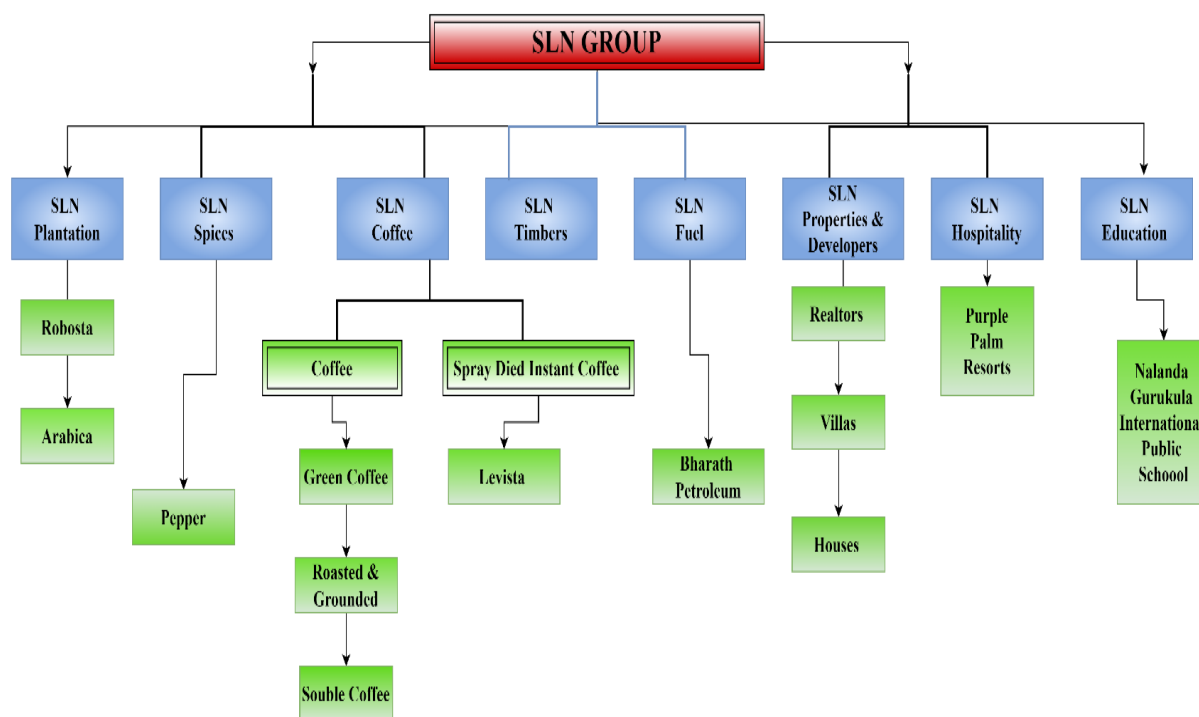 SLN GROUP
SLN
Plantation
SLN
Spices
SLN
Coffee
SLN
Timbers
SLN
Fuel
SLN
Properties &
Developers
SLN
Hospitality
SLN
Education
Robosta
Arabica
Pepper
Coffee
Green Coffee
Roasted &
Grounded
Souble Coffee
Spray Died Instant Coffee
Levista
Bharath
Petroleum
Realtors
Villas
Houses
Purple
Palm
Resorts
Nalanda
Gurukula
Internationa
Public
Schoool